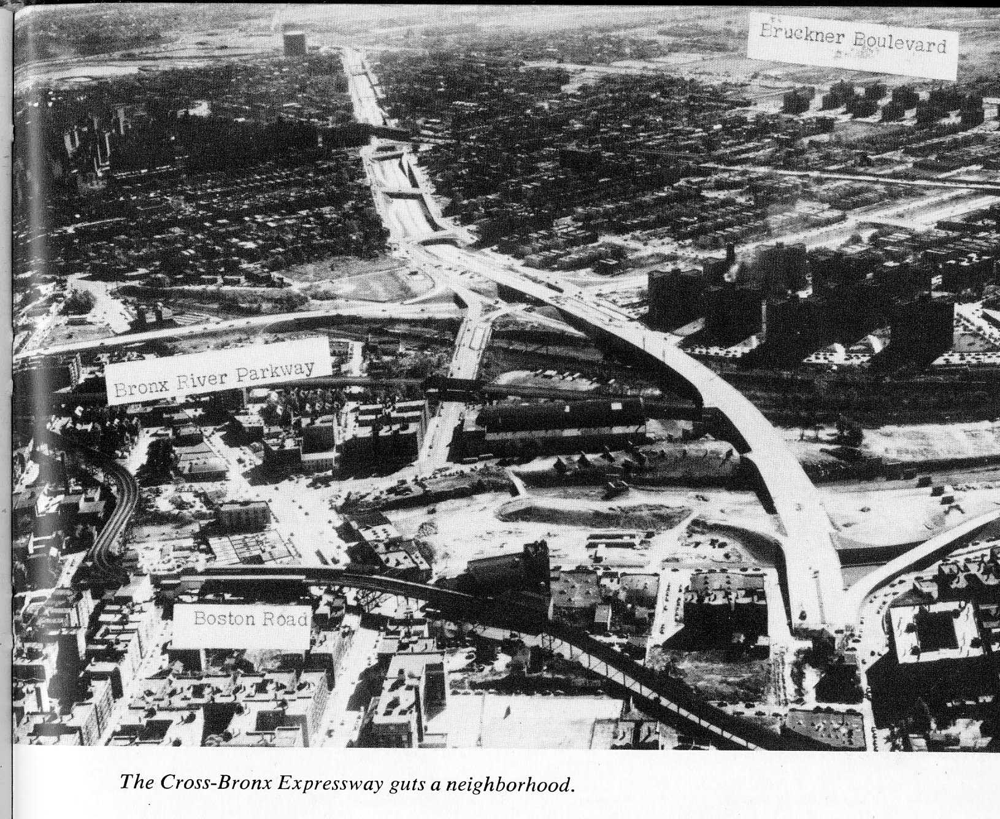 Bruckner Boulevard
Bronx River Parkway
Boston Road
The Cross-Bronx Expressway guts a neighborhood.